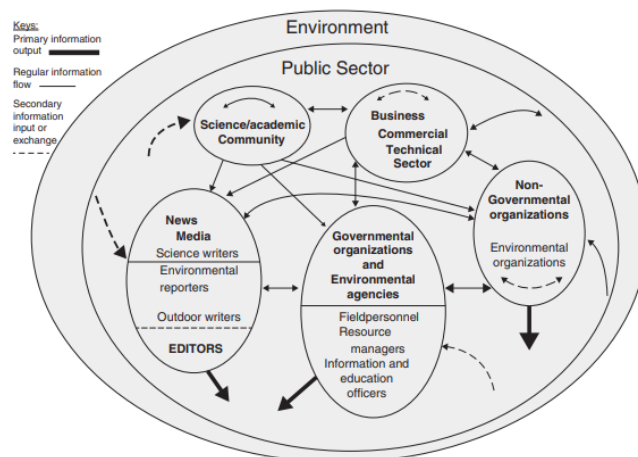 Keys:
Primary information
output
Regular information
flow
Secondary
information
input or
exchange
Environment
Public Sector
Science/academic
Community
Business
Commercial
Technical
Sector
News
Media
Science writers
Environmental
reporters
Outdoor writers
EDITORS
Governmental
organizations
and
Environmental
agencies
Fieldpersonnel
Resource
managers
Information and
education
officers
Non-
Governmental
organizations
Environmental
organizations